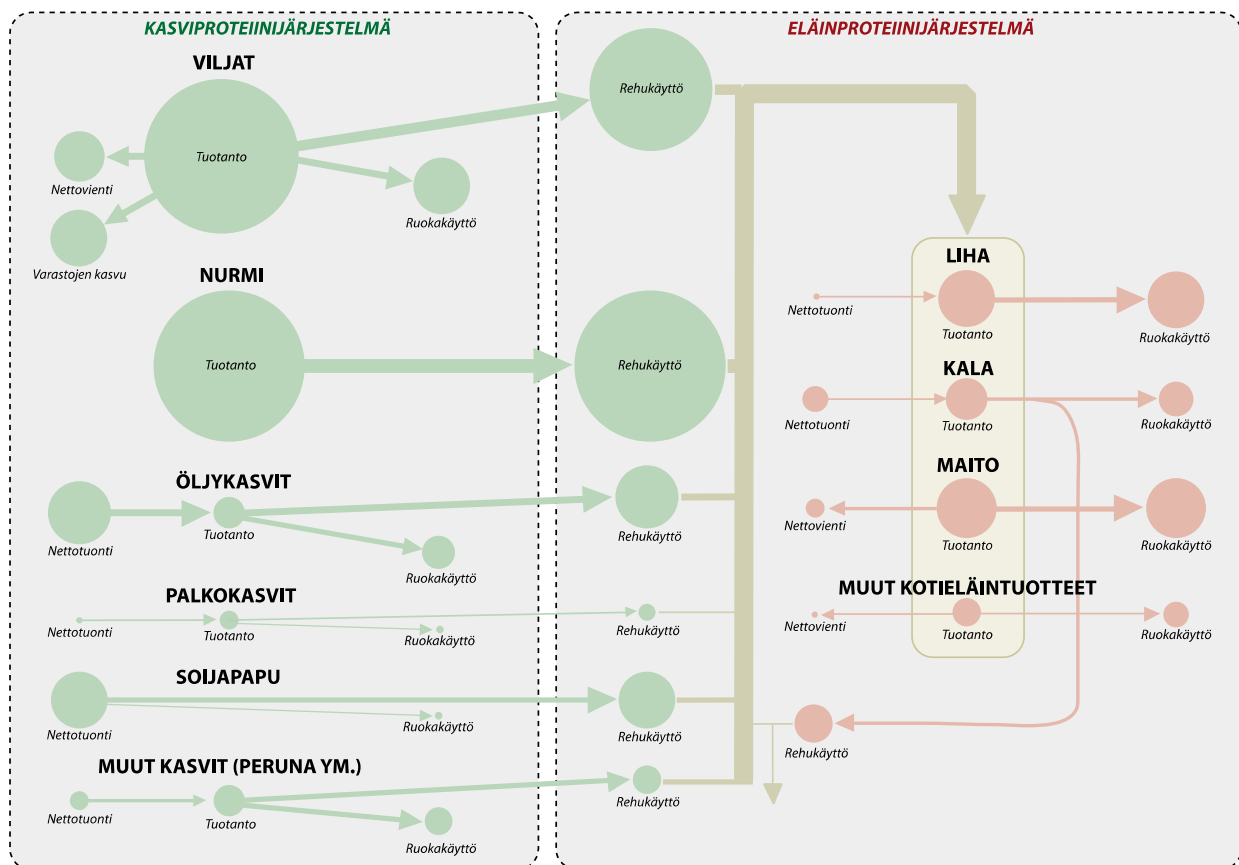 KASVIPROTEIINIJÄRJESTELMÄ
VILJAT
Tuotanto
Nettovienti
Varastojen kasvu
Ruokakäyttö
NURMI
Tuotanto
ÖLJYKASVIT
Nettotuonti
Tuotanto
Ruokakäyttö
PALKOKASVIT
Nettotuonti
Tuotanto
Ruokakäyttö
SOIJAPAPU
Nettotuonti
Ruokakäyttö
MUUT KASVIT (PERUNA YM.)
Nettotuonti
Tuotanto
Ruokakäyttö
ELÄINPROTEIINIJÄRJESTELMÄ
Rehukäyttö
Rehukäyttö
Rehukäyttö
Rehukäyttö
Rehukäyttö
Rehukäyttö
LIHA
Nettotuonti
Tuotanto
Ruokakäyttö
KALA
Nettotuonti
Tuotanto
Ruokakäyttö
MAITO
Nettovienti
Tuotanto
Ruokakäyttö
MUUT KOTIELÄINTUOTTEET
Nettovienti
Tuotanto
Ruokakäyttö
Rehukäyttö